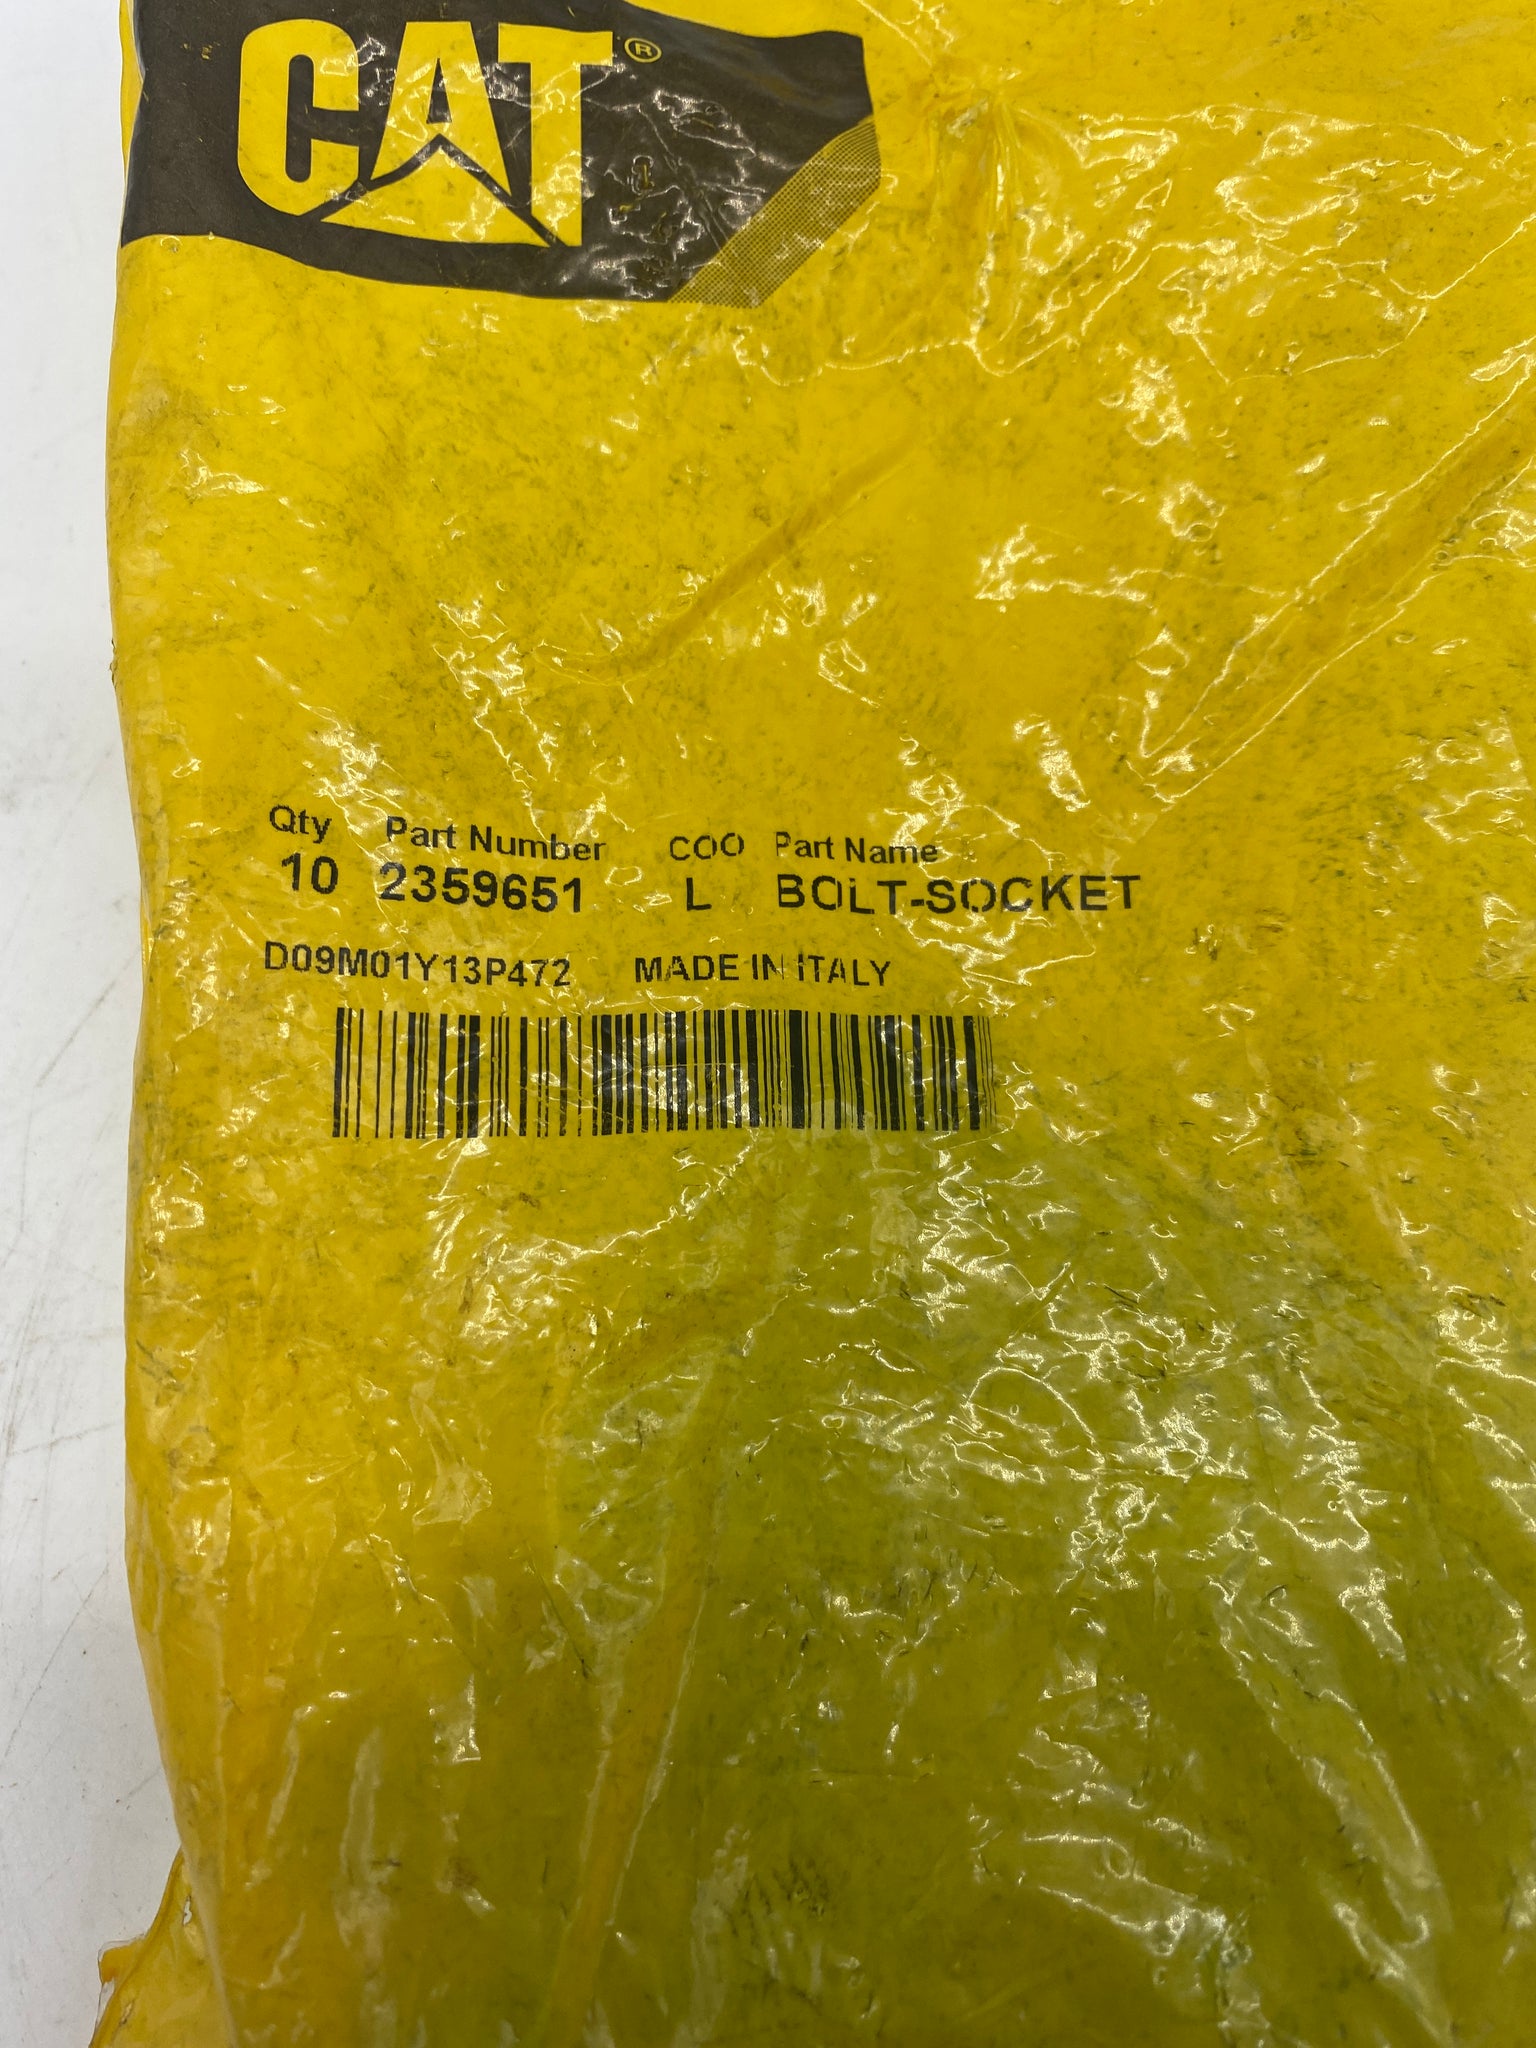 CAT®
Qty Part Number COO Part Name
10 2359651 L BOLT-SOCKET
D09M01Y13P472 MADE IN ITALY